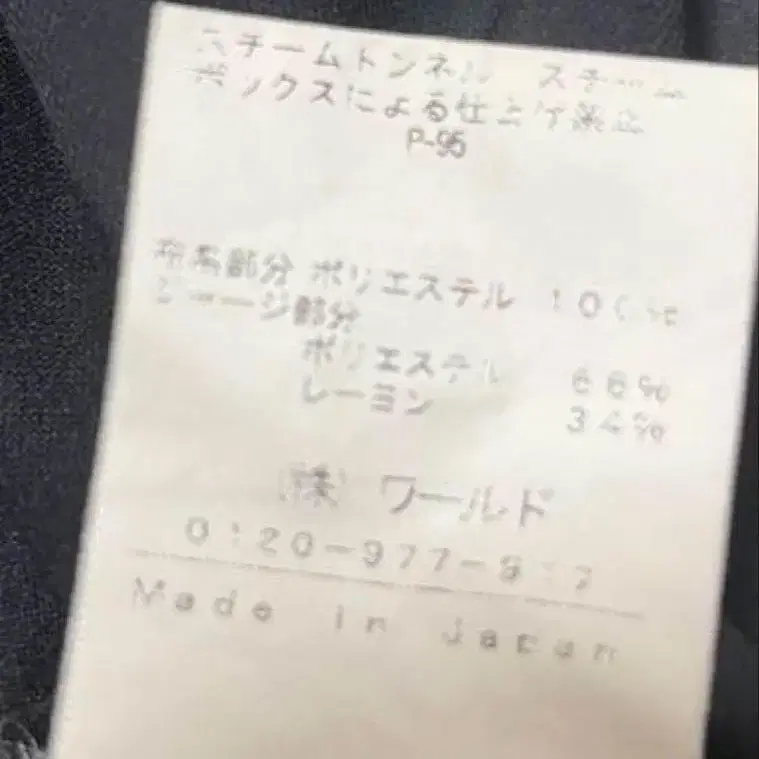 スチームトンネル スチーム
ボックスによる仕上げ禁止
P-95
布帛部分 ポリエステル 100%
ジャージ部分
ポリエステル 66%
レーヨン 34%
(株) ワールド
Made in Japan